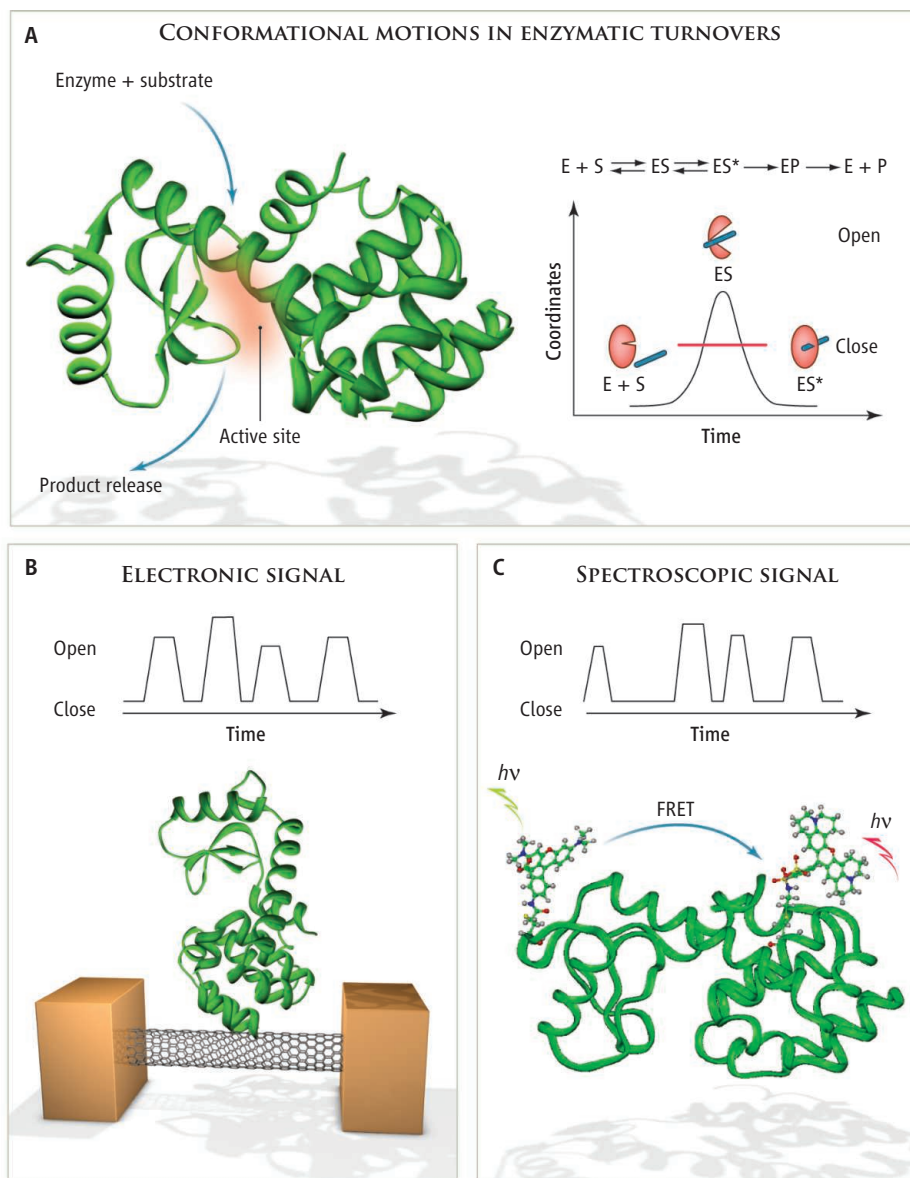 A
CONFORMATIONAL MOTIONS IN ENZYMATIC TURNOVERS
Enzyme + substrate
Active site
Product release
E + S ⇌ ES ⇌ ES* → EP → E + P
Open
ES
Coordinates
Close
E + S
ES*
Time
B
ELECTRONIC SIGNAL
Open
Close
Time
C
SPECTROSCOPIC SIGNAL
Open
Close
Time
hν
FRET
hν